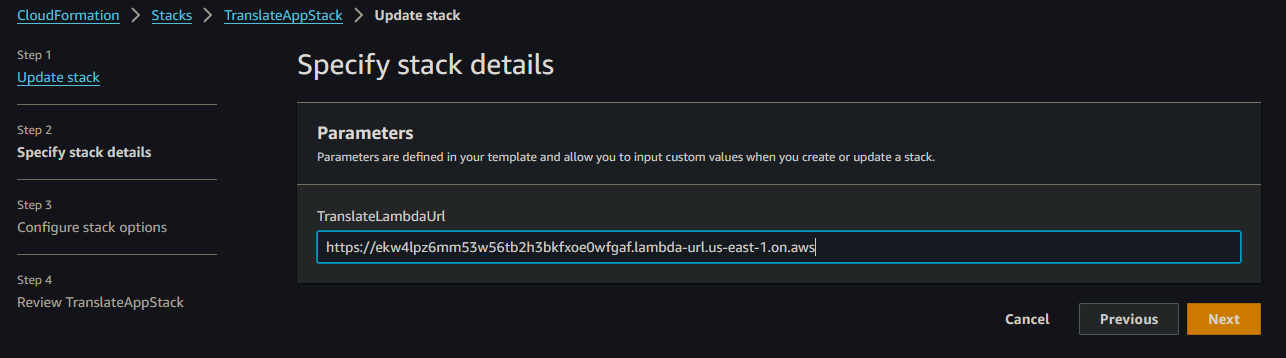 CloudFormation > Stacks > TranslateAppStack > Update stack
Step 1
Update stack
Step 2
Specify stack details
Step 3
Configure stack options
Step 4
Review TranslateAppStack
Specify stack details
Parameters
Parameters are defined in your template and allow you to input custom values when you create or update a stack.
TranslateLambdaUrl
https://ekw4lpz6mm53w56tb2h3bkfxoe0wfgaf.lambda-url.us-east-1.on.aws
Cancel Previous Next